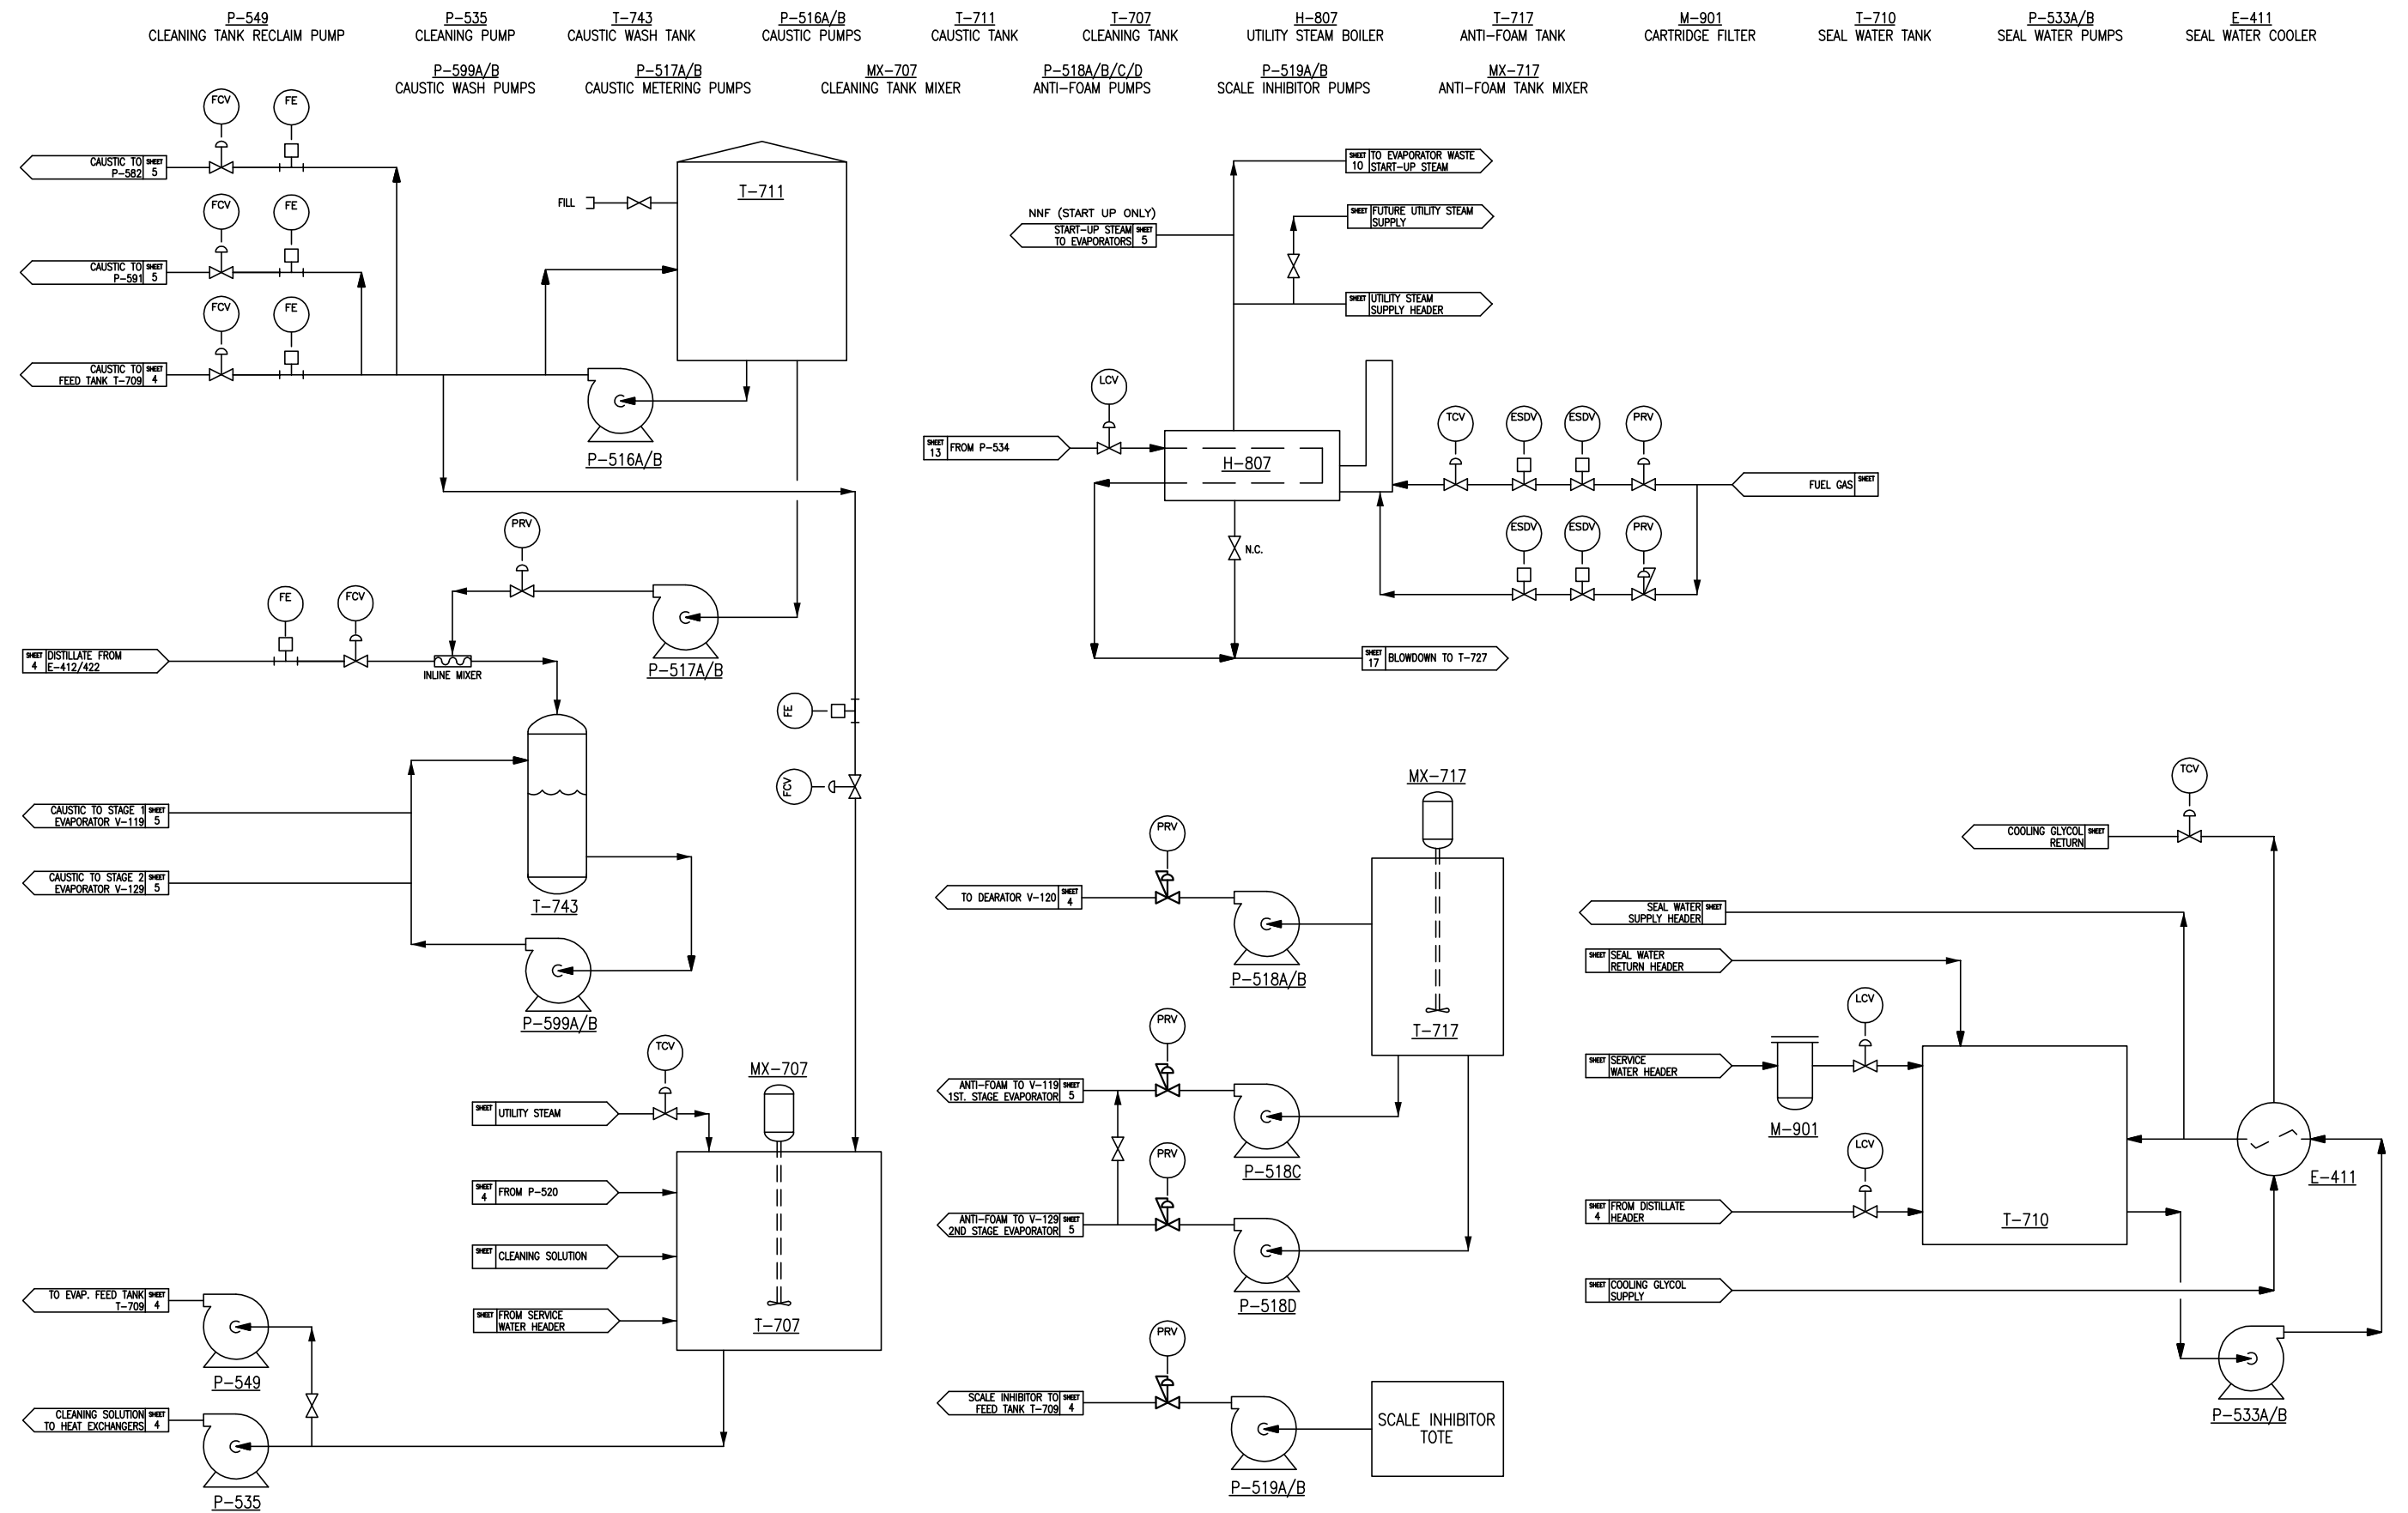 P-549
CLEANING TANK RECLAIM PUMP
P-535
CLEANING PUMP
T-743
CAUSTIC WASH TANK
P-516A/B
CAUSTIC PUMPS
T-711
CAUSTIC TANK
T-707
CLEANING TANK
H-807
UTILITY STEAM BOILER
T-717
ANTI-FOAM TANK
M-901
CARTRIDGE FILTER
T-710
SEAL WATER TANK
P-533A/B
SEAL WATER PUMPS
E-411
SEAL WATER COOLER
P-599A/B
CAUSTIC WASH PUMPS
P-517A/B
CAUSTIC METERING PUMPS
MX-707
CLEANING TANK MIXER
P-518A/B/C/D
ANTI-FOAM PUMPS
P-519A/B
SCALE INHIBITOR PUMPS
MX-717
ANTI-FOAM TANK MIXER
FCV
FE
CAUSTIC TO
P-582
SHEET
5
FCV
FE
CAUSTIC TO
P-591
SHEET
5
FCV
FE
CAUSTIC TO
FEED TANK T-709
SHEET
4
FILL
T-711
P-516A/B
PRV
FE
FCV
SHEET
4
DISTILLATE FROM
E-412/422
INLINE MIXER
P-517A/B
FE
FCV
CAUSTIC TO STAGE 1
EVAPORATOR V-119
SHEET
5
CAUSTIC TO STAGE 2
EVAPORATOR V-129
SHEET
5
T-743
P-599A/B
TCV
MX-707
SHEET
UTILITY STEAM
SHEET
4
FROM P-520
SHEET
CLEANING SOLUTION
SHEET
FROM SERVICE
WATER HEADER
T-707
TO EVAP. FEED TANK
T-709
SHEET
4
P-549
CLEANING SOLUTION
TO HEAT EXCHANGERS
SHEET
4
P-535
SHEET
10
TO EVAPORATOR WASTE
START-UP STEAM
NNF (START UP ONLY)
START-UP STEAM
TO EVAPORATORS
SHEET
5
SHEET
FUTURE UTILITY STEAM
SUPPLY
SHEET
UTILITY STEAM
SUPPLY HEADER
LCV
SHEET
13
FROM P-534
H-807
TCV
ESDV
ESDV
PRV
FUEL GAS
SHEET
ESDV
ESDV
PRV
N.C.
SHEET
17
BLOWDOWN TO T-727
MX-717
PRV
TO DEARATOR V-120
SHEET
4
P-518A/B
T-717
PRV
ANTI-FOAM TO V-119
1ST. STAGE EVAPORATOR
SHEET
5
P-518C
PRV
ANTI-FOAM TO V-129
2ND STAGE EVAPORATOR
SHEET
5
P-518D
PRV
SCALE INHIBITOR TO
FEED TANK T-709
SHEET
4
SCALE INHIBITOR
TOTE
P-519A/B
TCV
COOLING GLYCOL
RETURN
SHEET
SEAL WATER
SUPPLY HEADER
SHEET
SHEET
SEAL WATER
RETURN HEADER
LCV
SHEET
SERVICE
WATER HEADER
M-901
LCV
SHEET
4
FROM DISTILLATE
HEADER
T-710
E-411
SHEET
COOLING GLYCOL
SUPPLY
P-533A/B